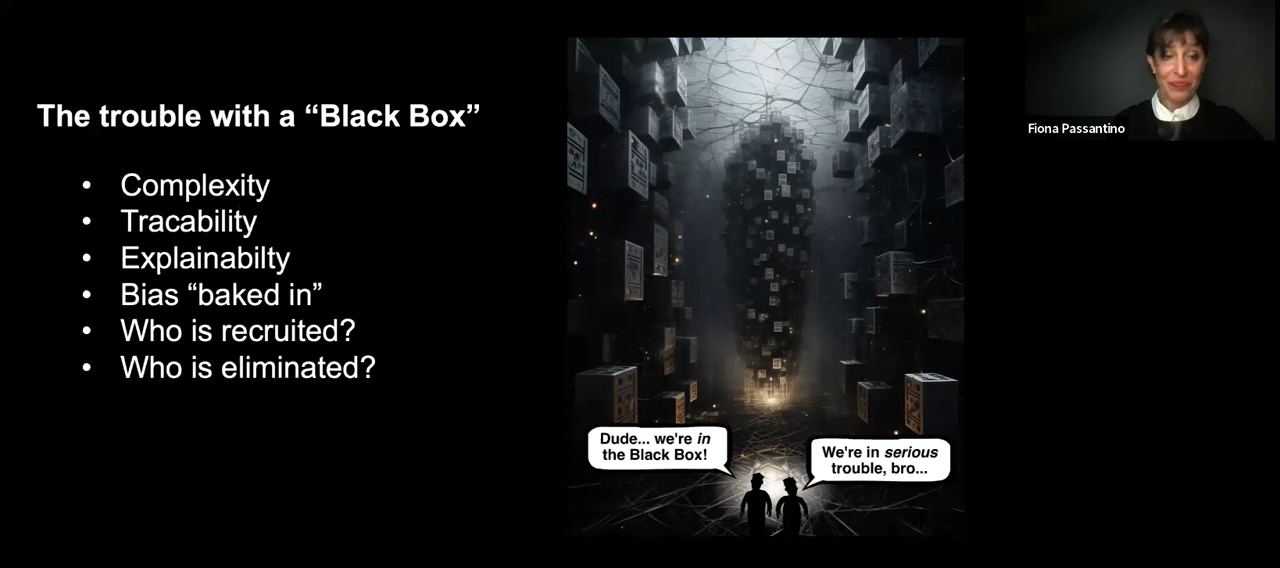 The trouble with a “Black Box”
• Complexity
• Tracability
• Explainabilty
• Bias “baked in”
• Who is recruited?
• Who is eliminated?
Dude... we're in
the Black Box!
We're in serious
trouble, bro...
Fiona Passantino